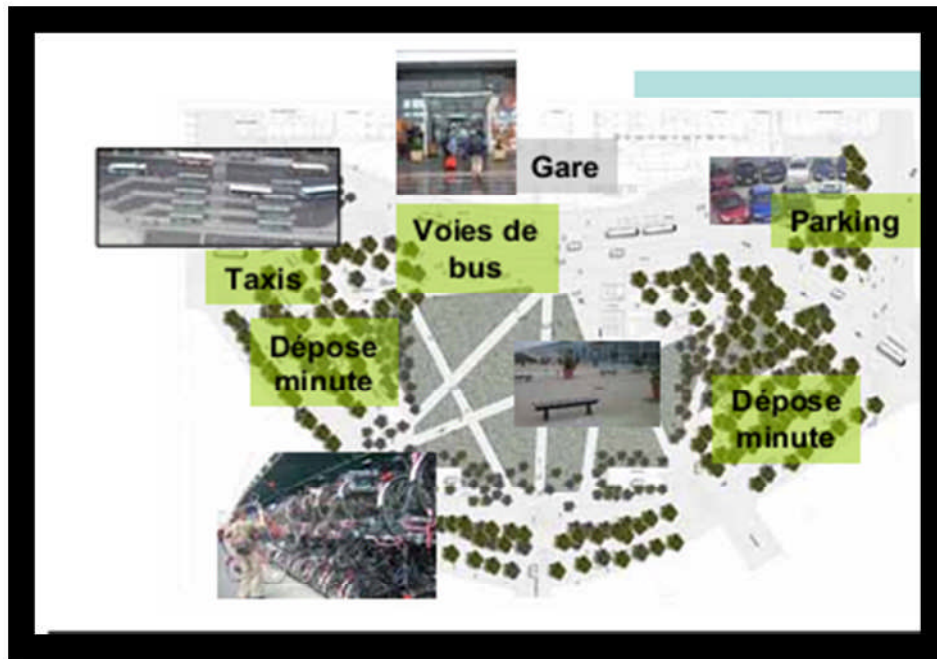 Gare
Parking
Voies de
bus
Taxis
Dépose
minute
Dépose
minute